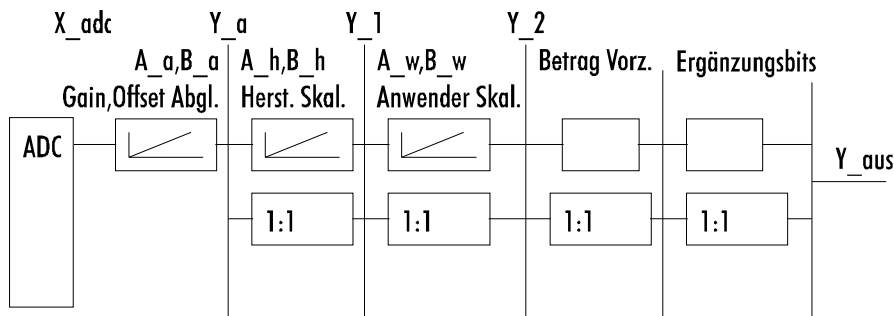 X_adc Y_a Y_1 Y_2
A_a,B_a A_h,B_h A_w,B_w Betrag Vorz. Ergänzungsbits
Gain,Offset Abgl. Herst. Skal. Anwender Skal.
ADC
Y_aus
1:1 1:1 1:1 1:1